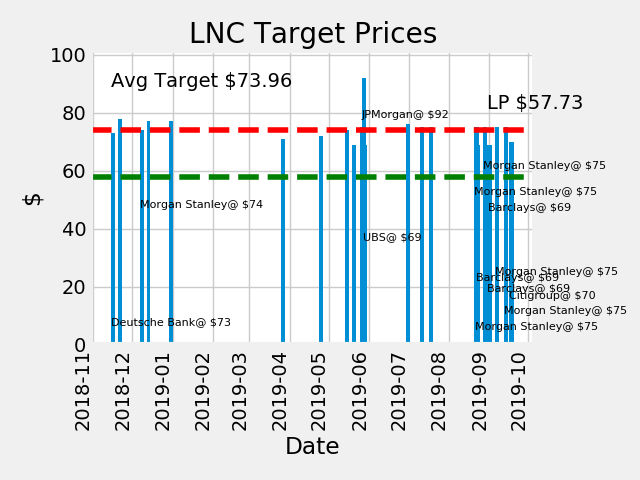 LNC Target Prices
100
Avg Target $73.96
LP $57.73
JPMorgan@ $92
80
Morgan Stanley@ $75
60
Morgan Stanley@ $75
Morgan Stanley@ $74
Barclays@ $69
$
40
UBS@ $69
Morgan Stanley@ $75
Barclays@ $69
20
Barclays@ $69
Citigroup@ $70
Morgan Stanley@ $75
Deutsche Bank@ $73
Morgan Stanley@ $75
0
2018-11
2018-12
2019-01
2019-02
2019-03
2019-04
2019-05
2019-06
2019-07
2019-08
2019-09
2019-10
Date